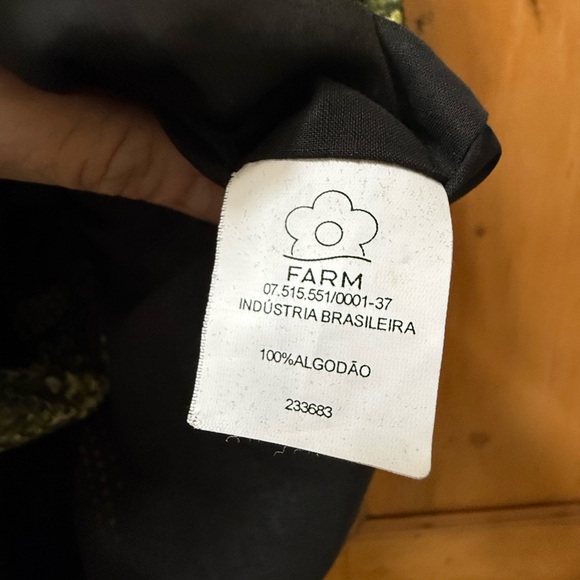 FARM
07.515.551/0001-37
INDÚSTRIA BRASILEIRA
100%ALGODÃO
233683